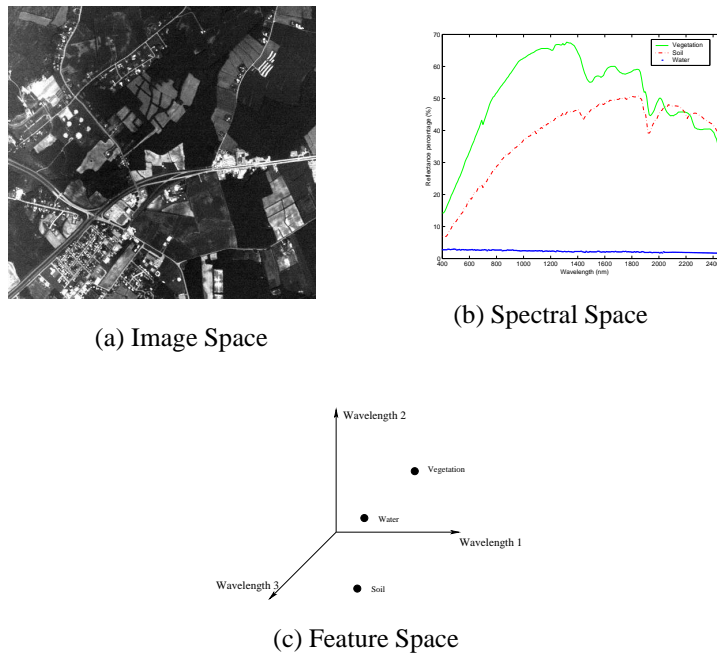 Vegetation
Soil
Water
70
60
50
40
30
20
10
0
Reflectance percentage (%)
400 600 800 1000 1200 1400 1600 1800 2000 2200 2400
Wavelength (nm)
(a) Image Space
(b) Spectral Space
Wavelength 2
Vegetation
Water
Wavelength 1
Wavelength 3
Soil
(c) Feature Space